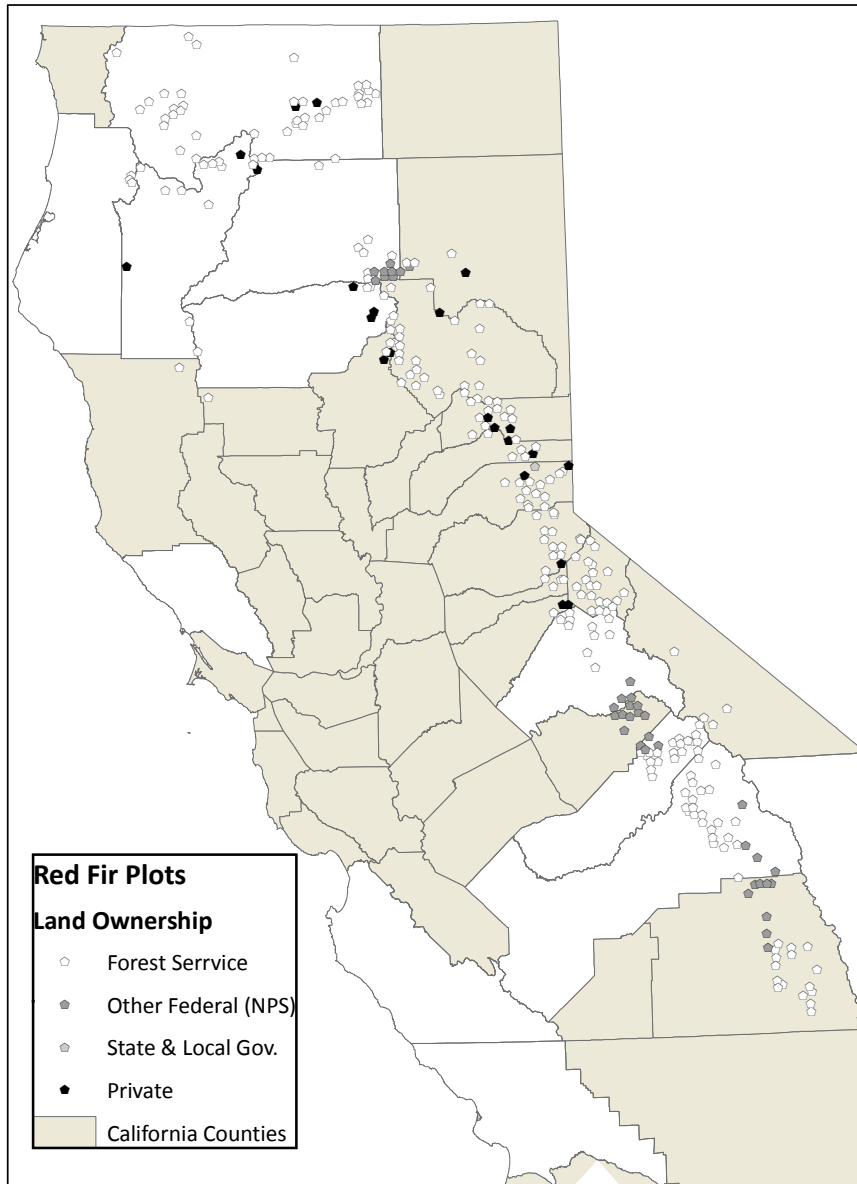 Red Fir Plots
Land Ownership
Forest Serrvice
Other Federal (NPS)
State & Local Gov.
Private
California Counties